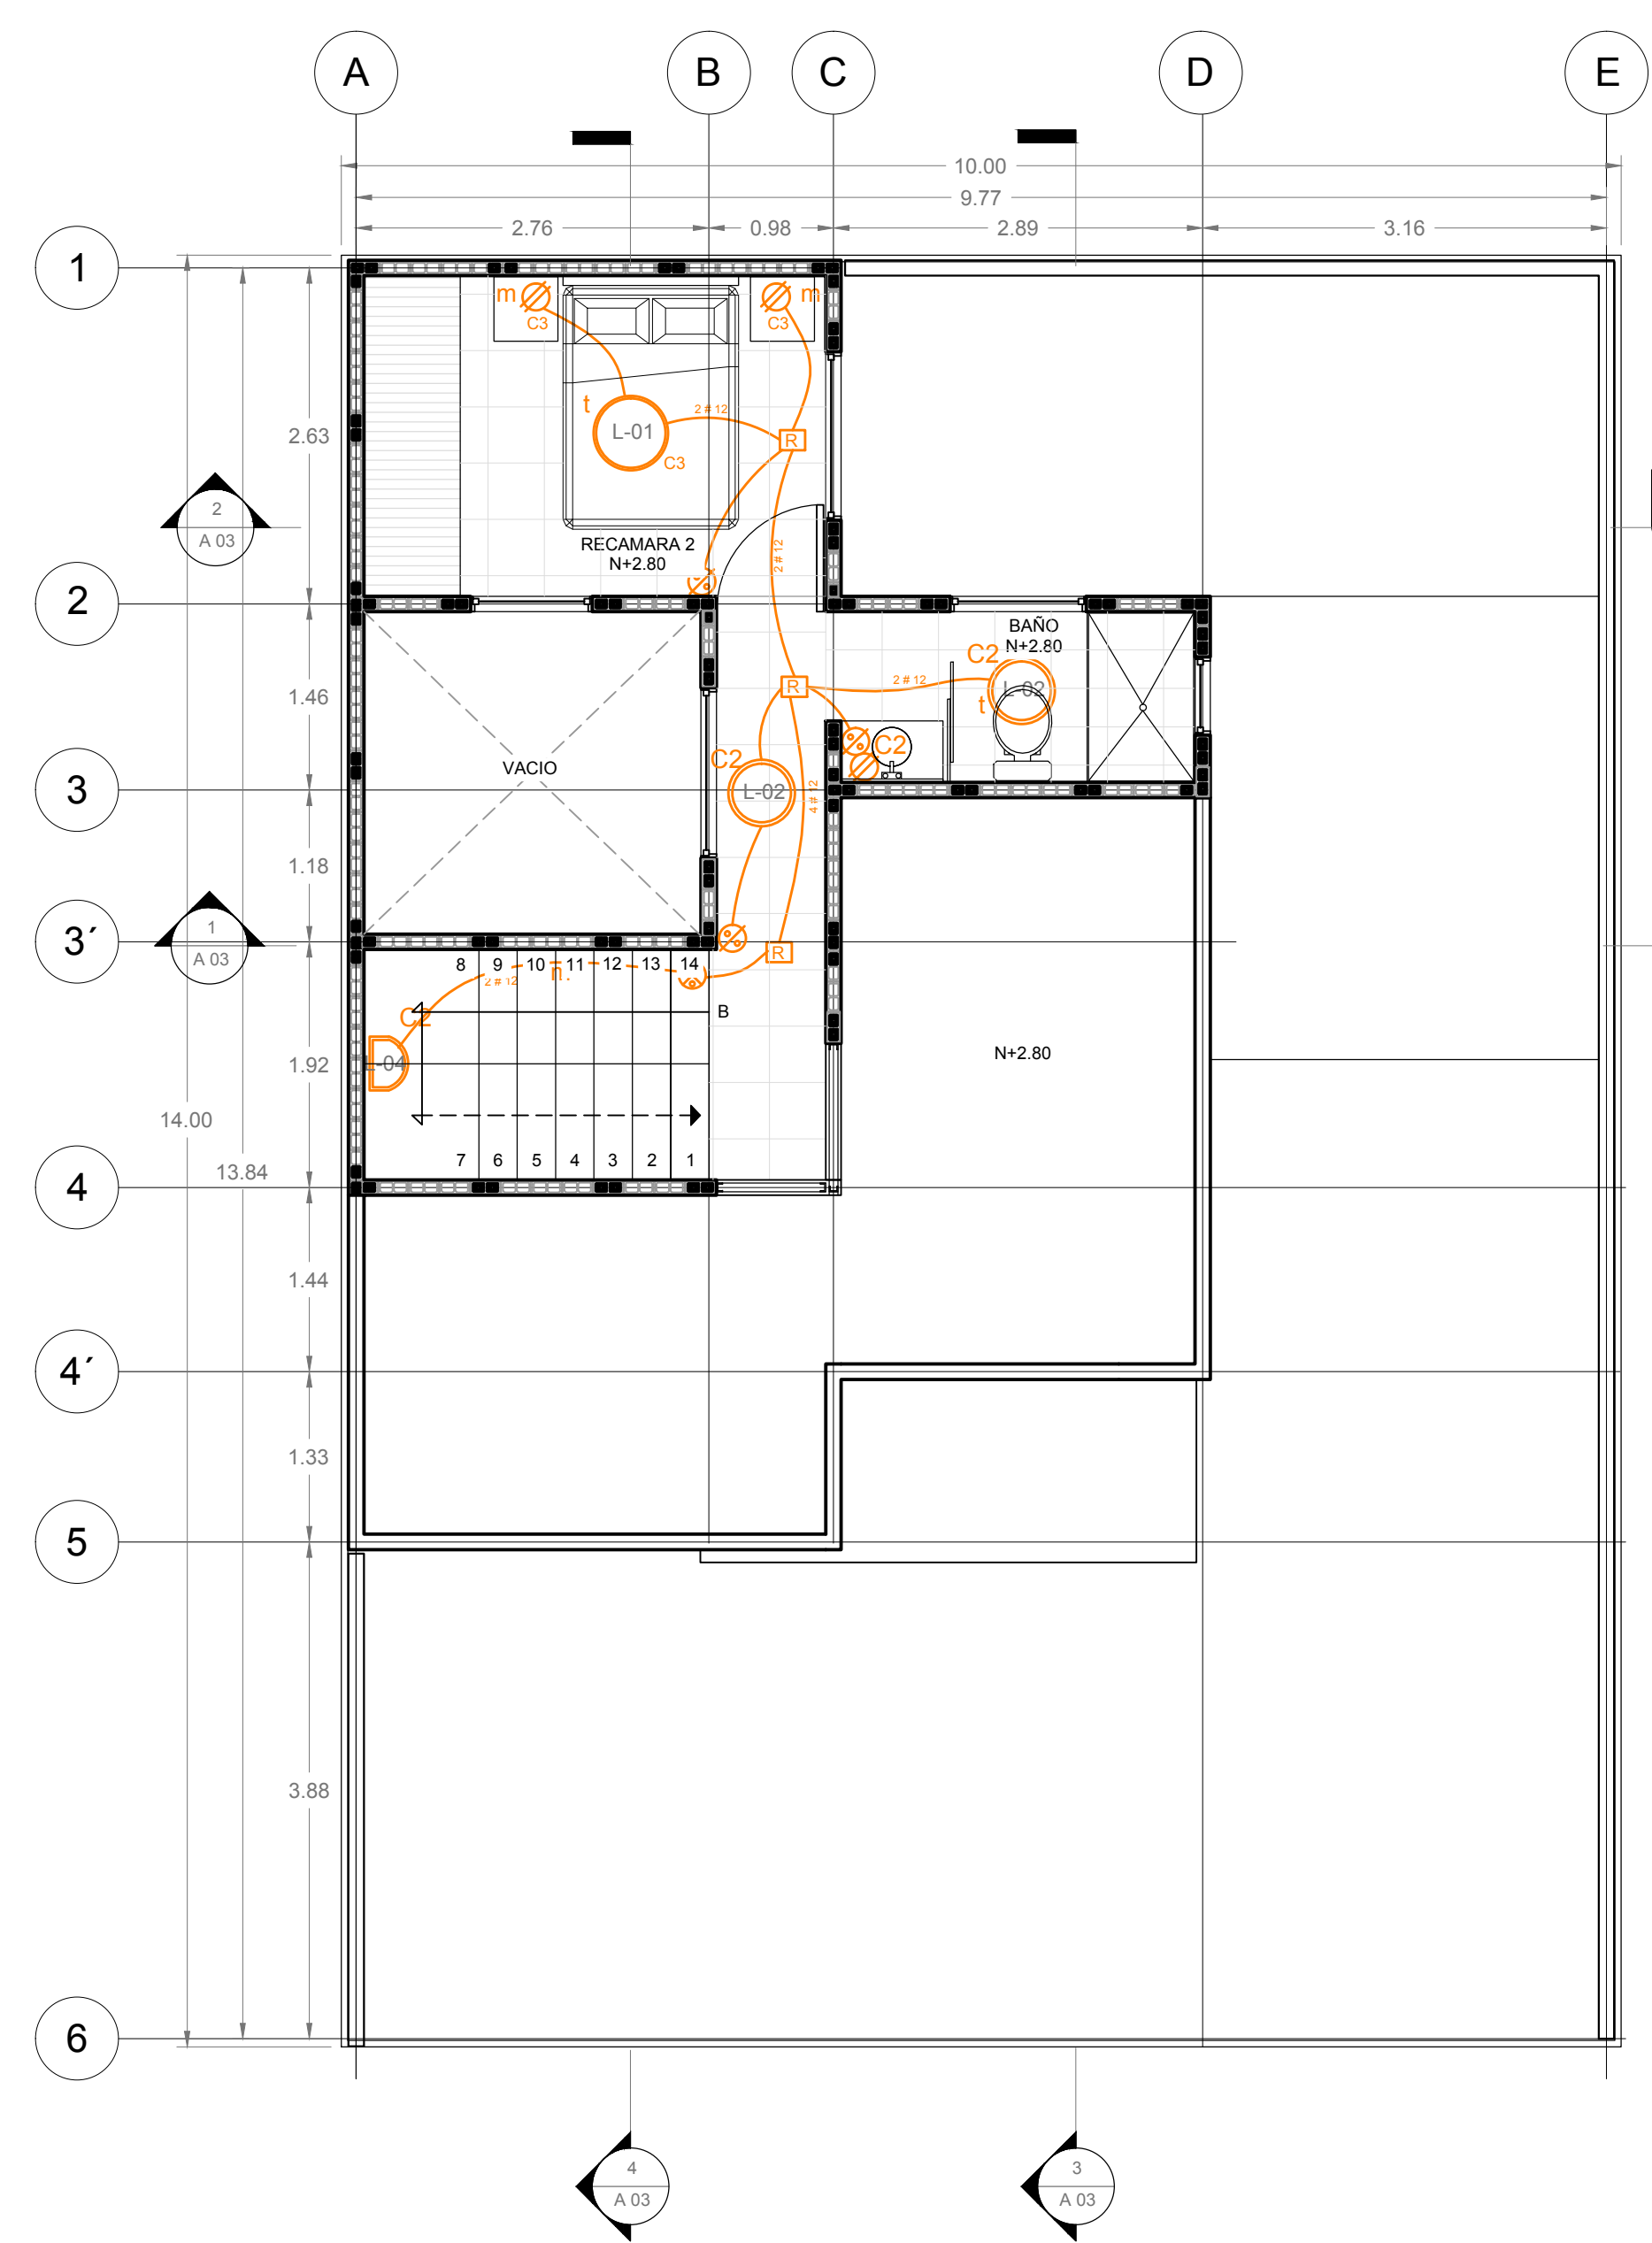 A B C D E
10.00
9.77
2.76 0.98 2.89 3.16
1
m m
C3 C3
t
2 # 12
L-01
R
2.63
C3
2
A 03
RECAMARA 2
N+2.80
2 # 12
2
BAÑO
N+2.80
C2
2 # 12
R
L-02
1.46
t
C2
C2
VACIO
3
L-02
4 # 12
1.18
1
A 03
3´
R
8 9 10 11 12 13 14
n.
2 # 12
C2
B
N+2.80
L-04
1.92
14.00
7 6 5 4 3 2 1
13.84
4
1.44
4´
1.33
5
3.88
6
4
A 03
3
A 03